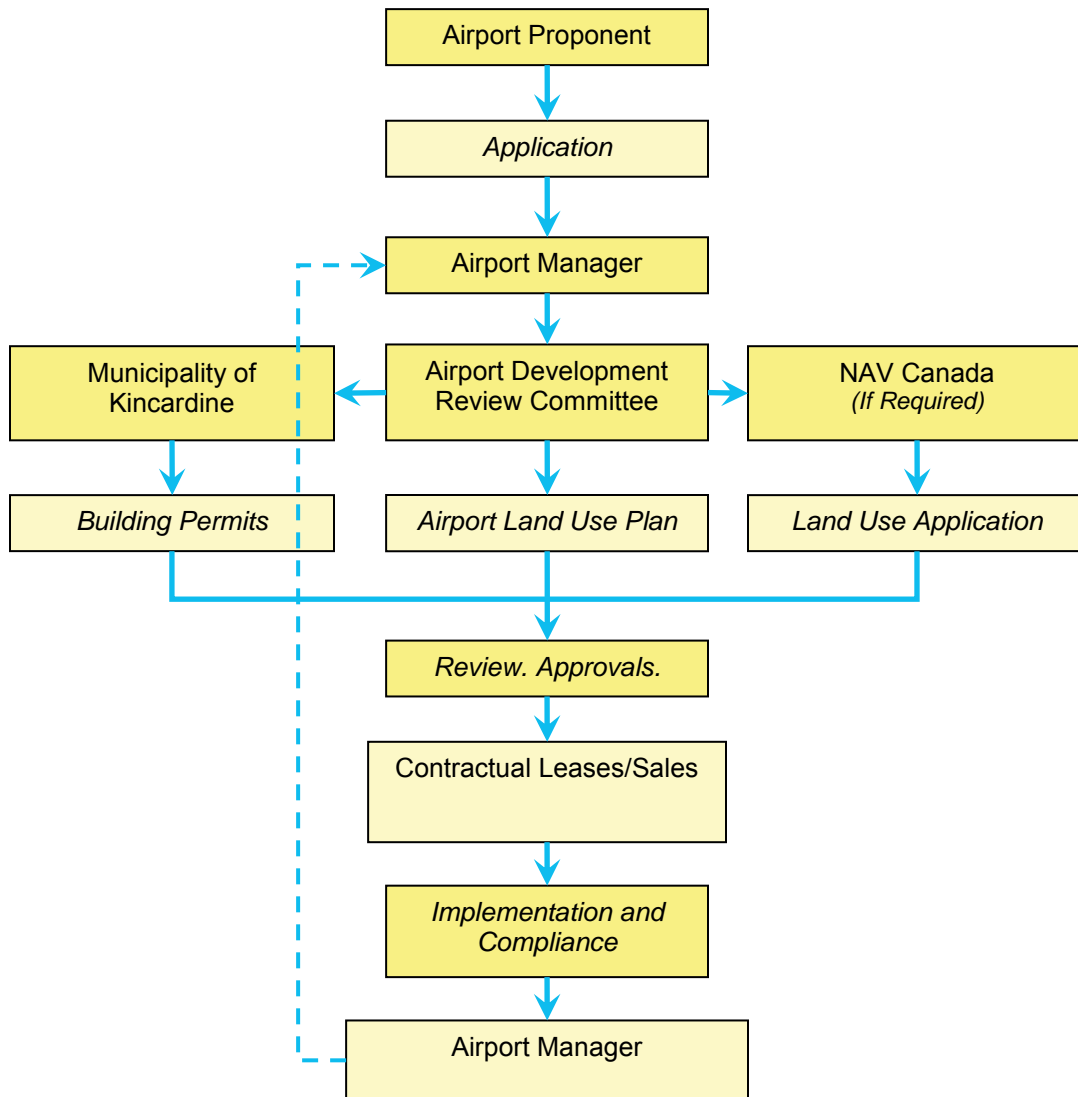 Airport Proponent
Application
Airport Manager
Municipality of
Kincardine
Airport Development
Review Committee
NAV Canada
(If Required)
Building Permits
Airport Land Use Plan
Land Use Application
Review. Approvals.
Contractual Leases/Sales
Implementation and
Compliance
Airport Manager